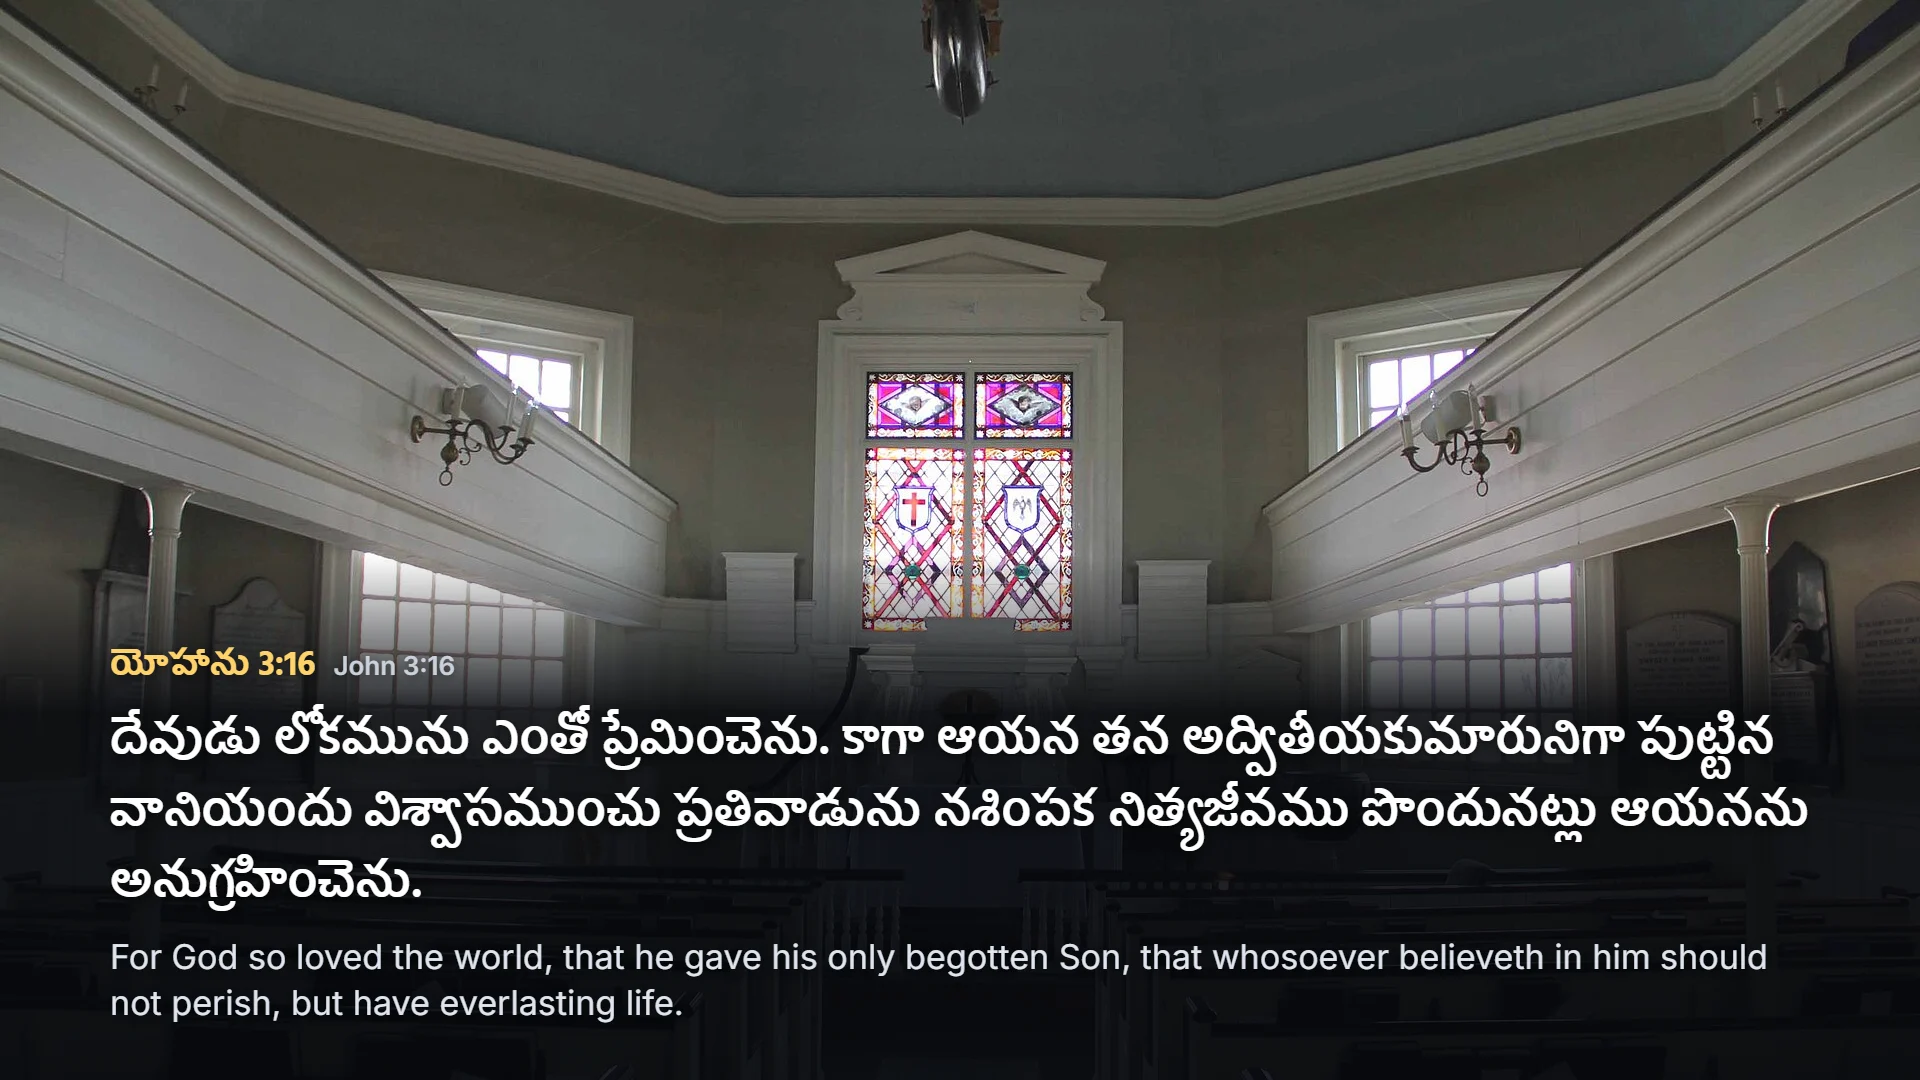 యోహాను 3:16 John 3:16
దేవుడు లోకమును ఎంతో ప్రేమించెను. కాగా ఆయన తన అద్వితీయకుమారునిగా పుట్టిన
వానియందు విశ్వాసముంచు ప్రతివాడును నశింపక నిత్యజీవము పొందునట్లు ఆయనను
అనుగ్రహించెను.
For God so loved the world, that he gave his only begotten Son, that whosoever believeth in him should
not perish, but have everlasting life.